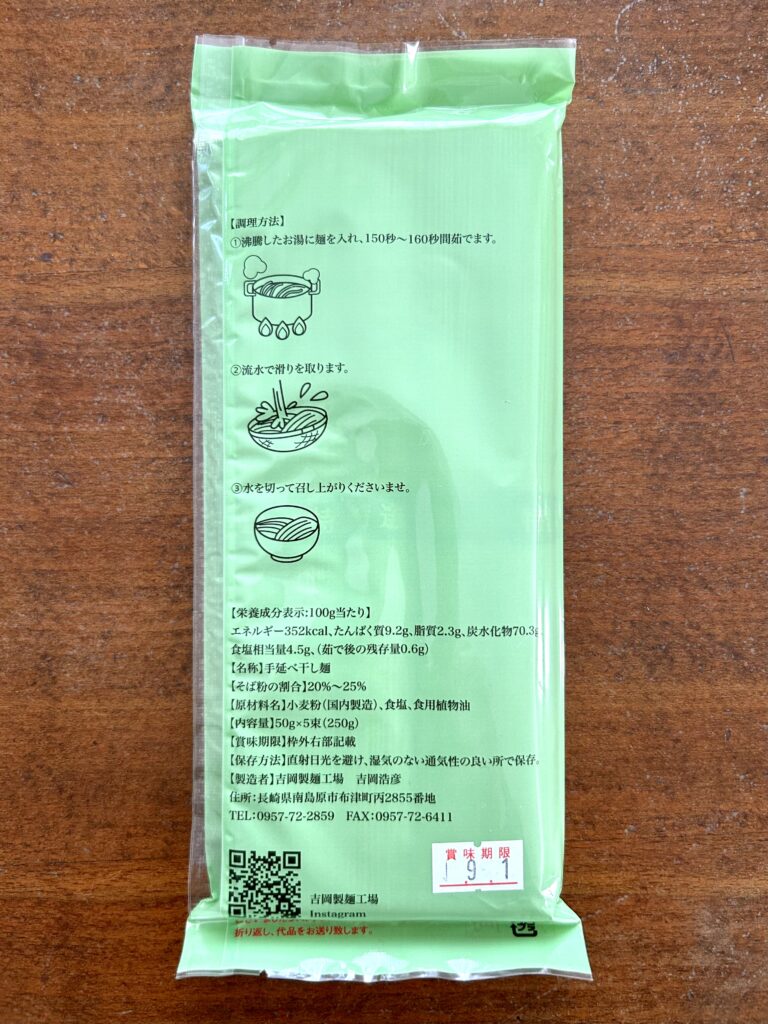 【調理方法】
①沸騰したお湯に麺を入れ、150秒～160秒間茹でます。
②流水で滑りを取ります。
③水を切って召し上がりくださいませ。
【栄養成分表示:100g当たり】
エネルギー352kcal、たんぱく質9.2g、脂質2.3g、炭水化物70.3g
食塩相当量4.5g、(茹で後の残存量0.6g)
【名称】手延べ干し麺
【そば粉の割合】20%～25%
【原材料名】小麦粉(国内製造)、食塩、食用植物油
【内容量】50g×5束(250g)
【賞味期限】枠外右部記載
【保存方法】直射日光を避け、湿気のない通気性の良い所で保存。
【製造者】吉岡製麺工場 吉岡浩彦
住所:長崎県南島原市布津町丙2855番地
TEL:0957-72-2859 FAX:0957-72-6411
賞味期限
9. 1
吉岡製麺工場
Instagram
折り返し、代品をお送り致します。
プラ